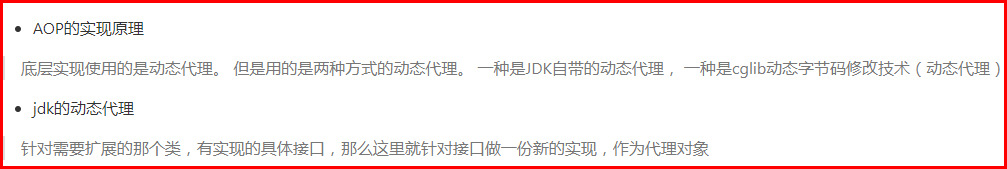 • AOP的实现原理
底层实现使用的是动态代理。 但是用的是两种方式的动态代理。 一种是JDK自带的动态代理， 一种是cglib动态字节码修改技术（动态代理）
• jdk的动态代理
针对需要扩展的那个类，有实现的具体接口，那么这里就针对接口做一份新的实现，作为代理对象